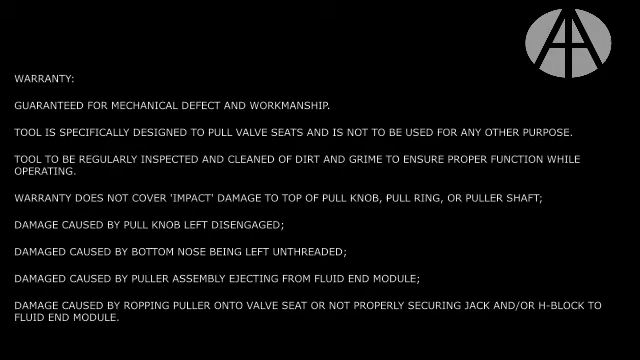 WARRANTY:
GUARANTEED FOR MECHANICAL DEFECT AND WORKMANSHIP.
TOOL IS SPECIFICALLY DESIGNED TO PULL VALVE SEATS AND IS NOT TO BE USED FOR ANY OTHER PURPOSE.
TOOL TO BE REGULARLY INSPECTED AND CLEANED OF DIRT AND GRIME TO ENSURE PROPER FUNCTION WHILE
OPERATING.
WARRANTY DOES NOT COVER 'IMPACT' DAMAGE TO TOP OF PULL KNOB, PULL RING, OR PULLER SHAFT;
DAMAGE CAUSED BY PULL KNOB LEFT DISENGAGED;
DAMAGED CAUSED BY BOTTOM NOSE BEING LEFT UNTHREADED;
DAMAGED CAUSED BY PULLER ASSEMBLY EJECTING FROM FLUID END MODULE;
DAMAGE CAUSED BY ROPPING PULLER ONTO VALVE SEAT OR NOT PROPERLY SECURING JACK AND/OR H-BLOCK TO
FLUID END MODULE.